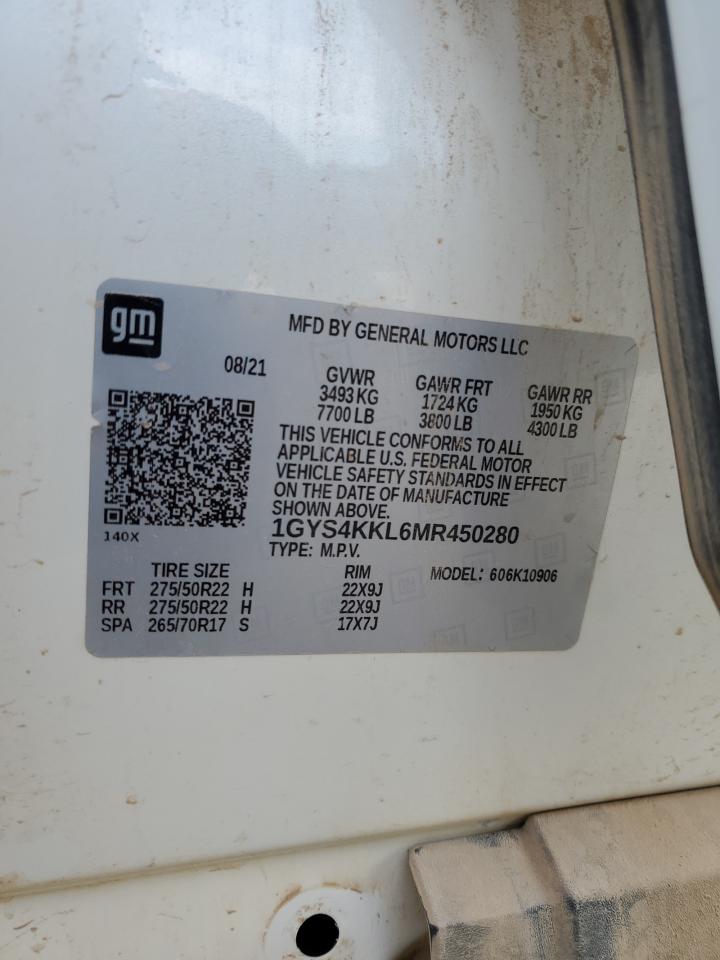 gm
MFD BY GENERAL MOTORS LLC
08/21
GVWR GAWR FRT GAWR RR
3493 KG 1724 KG 1950 KG
7700 LB 3800 LB 4300 LB
THIS VEHICLE CONFORMS TO ALL
APPLICABLE U.S. FEDERAL MOTOR
VEHICLE SAFETY STANDARDS IN EFFECT
ON THE DATE OF MANUFACTURE
SHOWN ABOVE.
140X
1GYS4KKL6MR450280
TYPE: M.P.V.
TIRE SIZE RIM MODEL: 606K10906
FRT 275/50R22 H 22X9J
RR 275/50R22 H 22X9J
SPA 265/70R17 S 17X7J